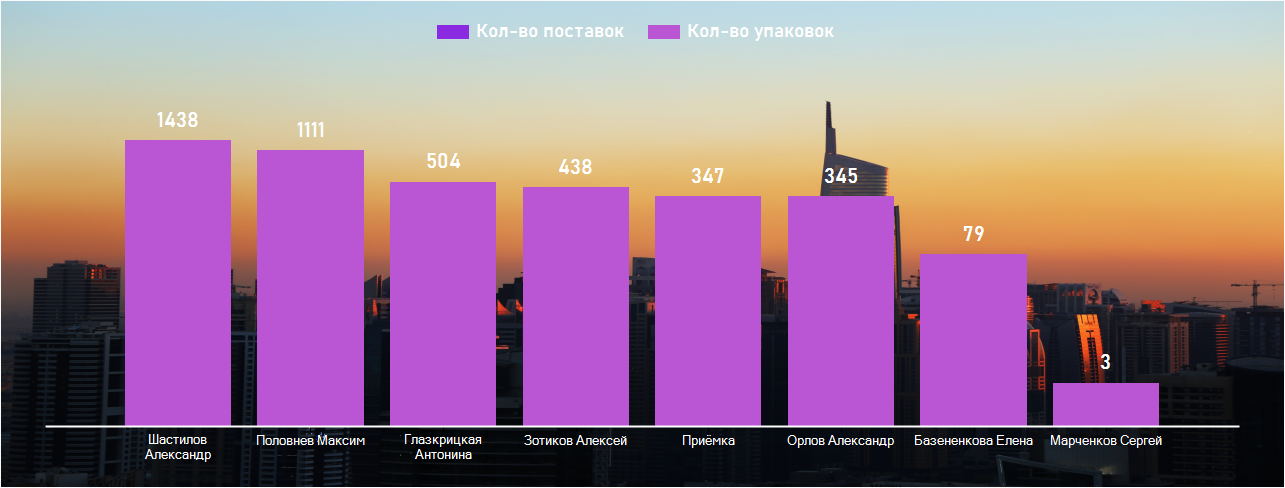 Кол-во поставок Кол-во упаковок
1438
1111
504
438
347
345
79
3
Шастилов Александр
Половнев Максим
Глазкрицкая Антонина
Зотиков Алексей
Приёмка
Орлов Александр
Базененкова Елена
Марченков Сергей